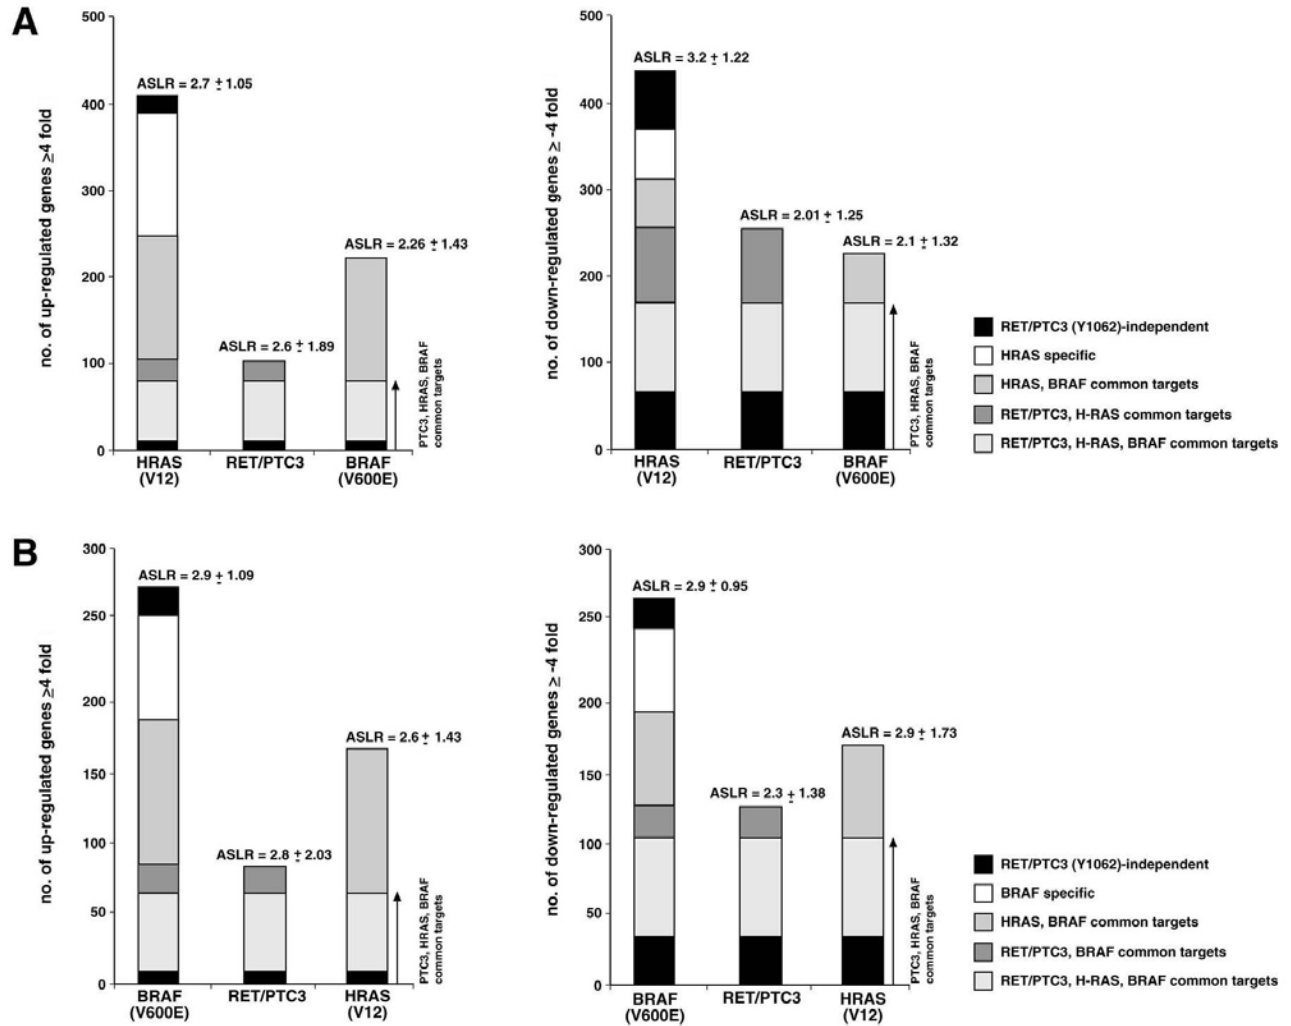 A
no. of up-regulated genes ≥4 fold
500
400
300
200
100
0
ASLR = 2.7 ± 1.05
ASLR = 2.6 ± 1.89
ASLR = 2.26 ± 1.43
PTC3, HRAS, BRAF
common targets
HRAS
(V12)
RET/PTC3
BRAF
(V600E)
no. of down-regulated genes ≥ -4 fold
500
400
300
200
100
0
ASLR = 3.2 ± 1.22
ASLR = 2.01 ± 1.25
ASLR = 2.1 ± 1.32
PTC3, HRAS, BRAF
common targets
HRAS
(V12)
RET/PTC3
BRAF
(V600E)
RET/PTC3 (Y1062)-independent
HRAS specific
HRAS, BRAF common targets
RET/PTC3, H-RAS common targets
RET/PTC3, H-RAS, BRAF common targets
B
no. of up-regulated genes ≥4 fold
300
250
200
150
100
50
0
ASLR = 2.9 ± 1.09
ASLR = 2.8 ± 2.03
ASLR = 2.6 ± 1.43
PTC3, HRAS, BRAF
common targets
BRAF
(V600E)
RET/PTC3
HRAS
(V12)
no. of down-regulated genes ≥ -4 fold
300
250
200
150
100
50
0
ASLR = 2.9 ± 0.95
ASLR = 2.3 ± 1.38
ASLR = 2.9 ± 1.73
PTC3, HRAS, BRAF
common targets
BRAF
(V600E)
RET/PTC3
HRAS
(V12)
RET/PTC3 (Y1062)-independent
BRAF specific
HRAS, BRAF common targets
RET/PTC3, BRAF common targets
RET/PTC3, H-RAS, BRAF common targets